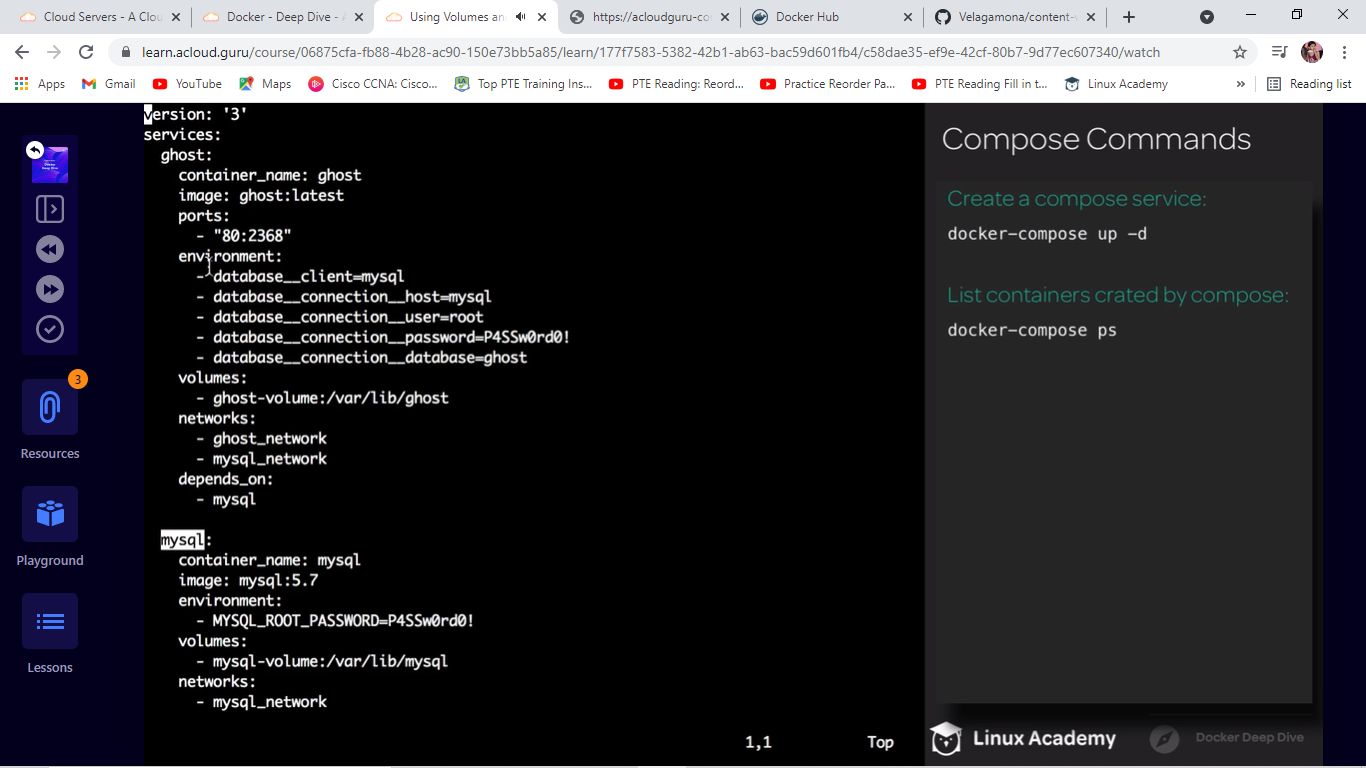 Cloud Servers - A Clou
Docker - Deep Dive - A
Using Volumes an
https://acloudguru-co
Docker Hub
Velagamona/content-
learn.acloud.guru/course/06875cfa-fb88-4b28-ac90-150e73bb5a85/learn/177f7583-5382-42b1-ab63-bac59d601fb4/c58dae35-ef9e-42cf-80b7-9d77ec607340/watch
Apps
Gmail
YouTube
Maps
Cisco CCNA: Cisco...
Top PTE Training Ins...
PTE Reading: Reord...
Practice Reorder Pa...
PTE Reading Fill in t...
Linux Academy
»
Reading list
Docker
Deep Dive
3
Resources
Playground
Lessons
version: '3'
services:
  ghost:
    container_name: ghost
    image: ghost:latest
    ports:
      - "80:2368"
    environment:
      - database__client=mysql
      - database__connection__host=mysql
      - database__connection__user=root
      - database__connection__password=P4SSw0rd0!
      - database__connection__database=ghost
    volumes:
      - ghost-volume:/var/lib/ghost
    networks:
      - ghost_network
      - mysql_network
    depends_on:
      - mysql
  mysql:
    container_name: mysql
    image: mysql:5.7
    environment:
      - MYSQL_ROOT_PASSWORD=P4SSw0rd0!
    volumes:
      - mysql-volume:/var/lib/mysql
    networks:
      - mysql_network
1,1 Top
Compose Commands
Create a compose service:
docker-compose up -d
List containers crated by compose:
docker-compose ps
Linux Academy
Docker Deep Dive